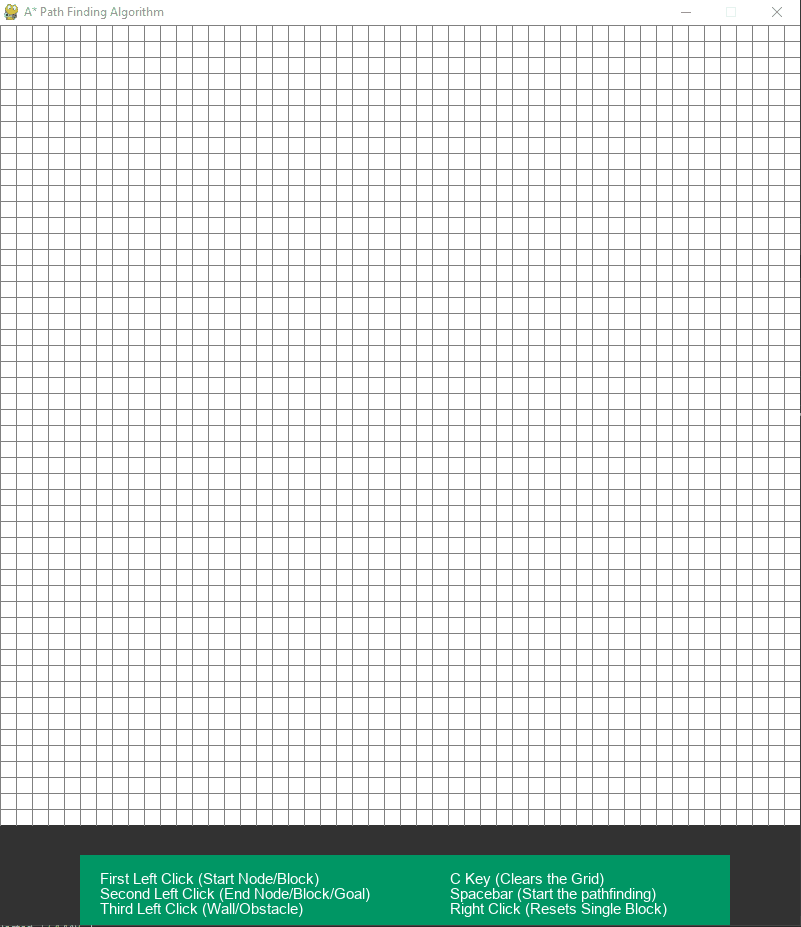 A* Path Finding Algorithm
First Left Click (Start Node/Block)
Second Left Click (End Node/Block/Goal)
Third Left Click (Wall/Obstacle)
C Key (Clears the Grid)
Spacebar (Start the pathfinding)
Right Click (Resets Single Block)